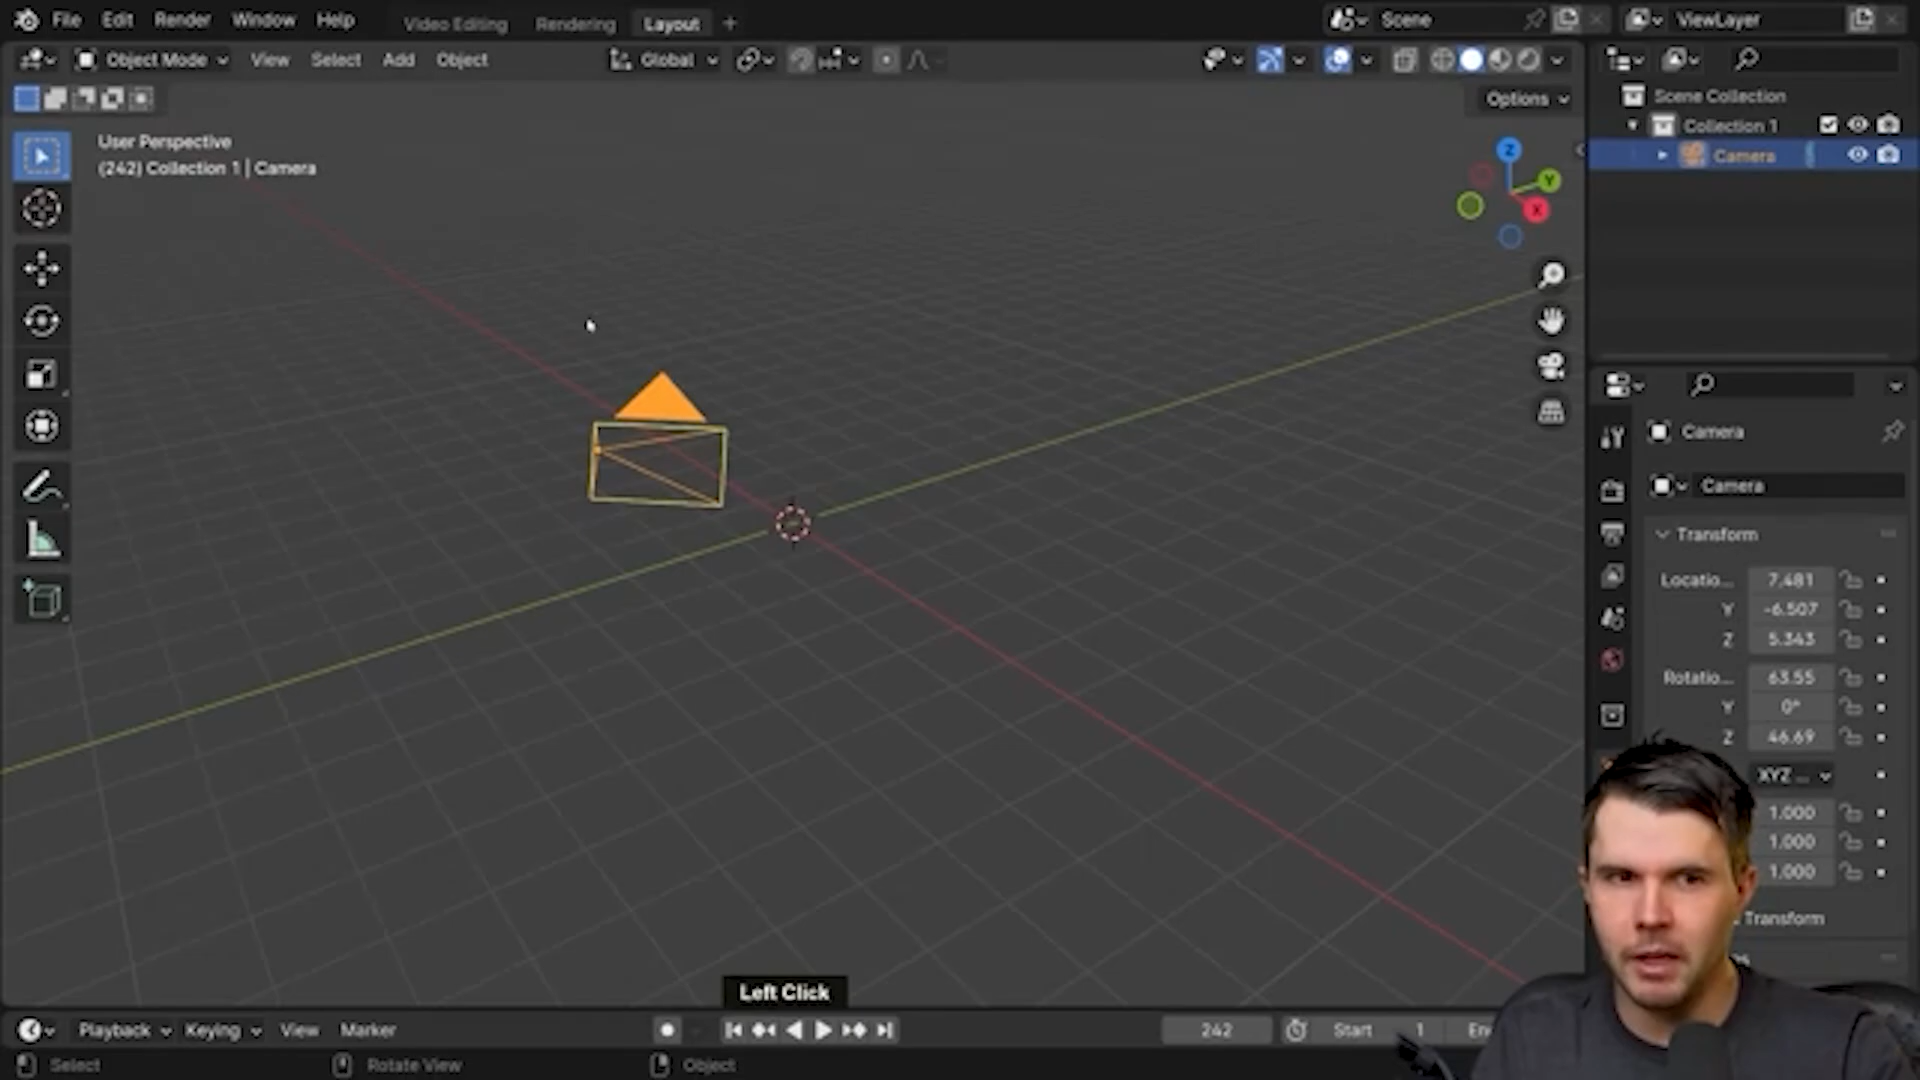 File Edit Render Window Help Video Editing Rendering Layout + Scene ViewLayer
Object Mode View Select Add Object Global
Options
User Perspective
(242) Collection 1 | Camera
Z
Y
X
Scene Collection
Collection 1
Camera
Camera
Camera
Transform
Locatio... 7.481
Y -6.507
Z 5.343
Rotatio... 63.55
Y 0°
Z 46.69
XYZ ...
1.000
1.000
1.000
Transform
Left Click
Playback Keying View Marker 242 Start 1
Select Rotate View Object